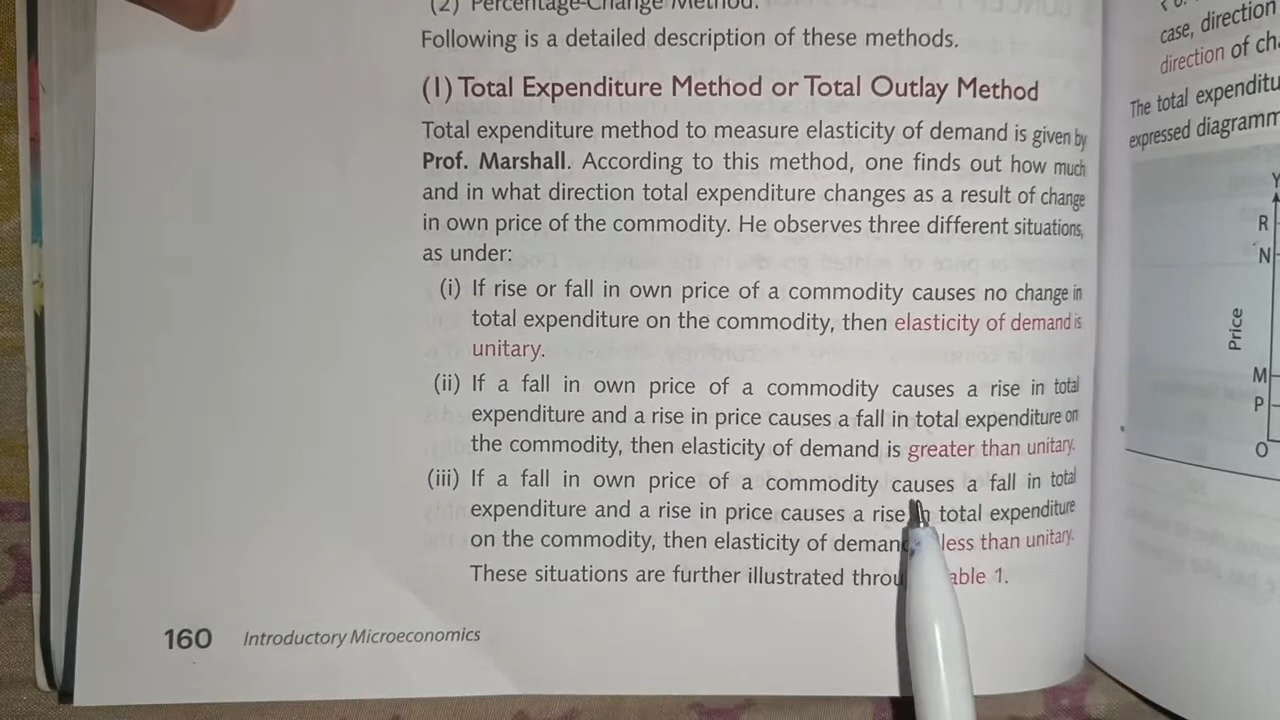 (2) Percentage-Change Method.
Following is a detailed description of these methods.
(1) Total Expenditure Method or Total Outlay Method
Total expenditure method to measure elasticity of demand is given by
Prof. Marshall. According to this method, one finds out how much
and in what direction total expenditure changes as a result of change
in own price of the commodity. He observes three different situations,
as under:
(i) If rise or fall in own price of a commodity causes no change in
total expenditure on the commodity, then elasticity of demand is
unitary.
(ii) If a fall in own price of a commodity causes a rise in total
expenditure and a rise in price causes a fall in total expenditure on
the commodity, then elasticity of demand is greater than unitary.
(iii) If a fall in own price of a commodity causes a fall in total
expenditure and a rise in price causes a rise in total expenditure
on the commodity, then elasticity of demand less than unitary.
These situations are further illustrated throu able 1.
160 Introductory Microeconomics
case, direction
direction of
The total
expressed
Y
R
N
Price
M
P
O